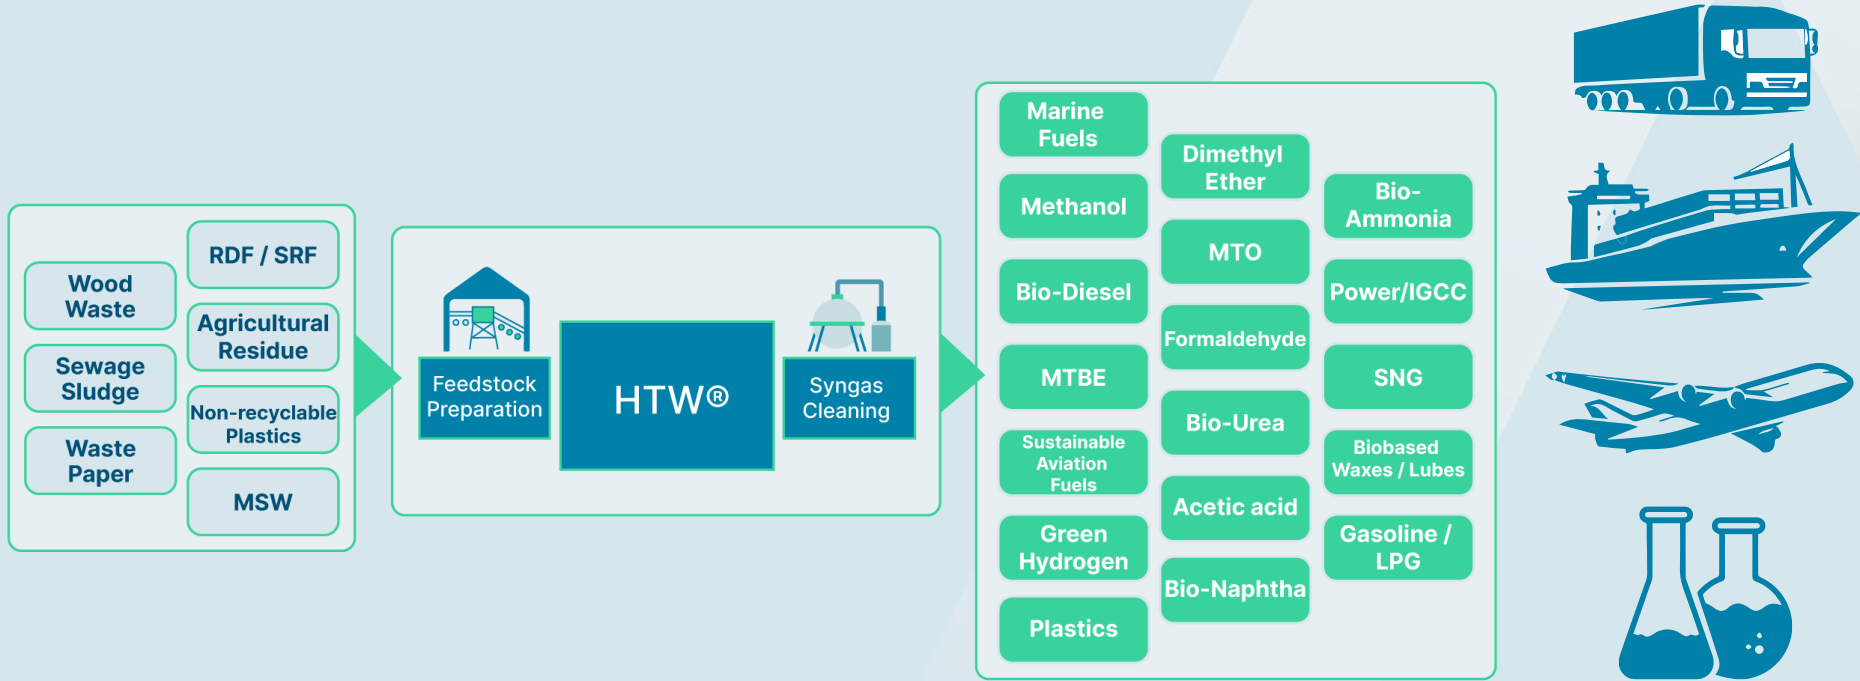 Wood
Waste
Sewage
Sludge
Waste
Paper
RDF / SRF
Agricultural
Residue
Non-recyclable
Plastics
MSW
Feedstock
Preparation
HTW®
Syngas
Cleaning
Marine
Fuels
Methanol
Bio-Diesel
MTBE
Sustainable
Aviation
Fuels
Green
Hydrogen
Plastics
Dimethyl
Ether
MTO
Formaldehyde
Bio-Urea
Acetic acid
Bio-Naphtha
Bio-
Ammonia
Power/IGCC
SNG
Biobased
Waxes / Lubes
Gasoline /
LPG